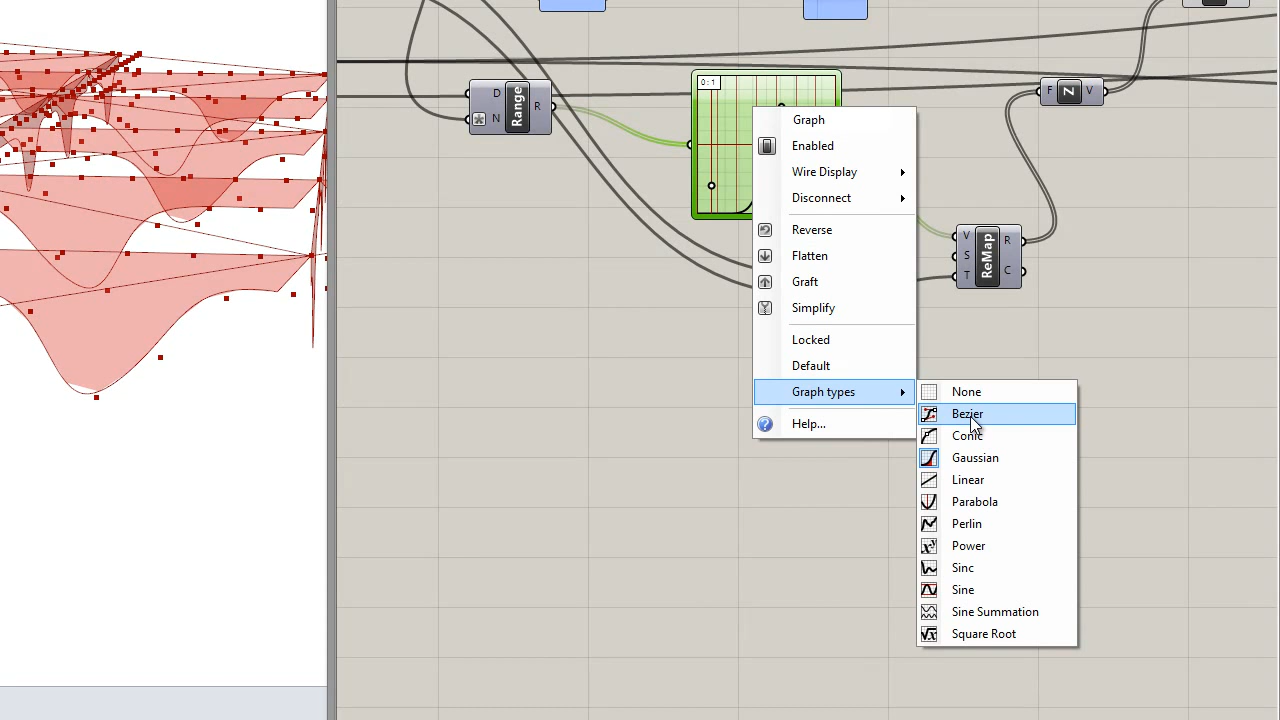 D
N
Range
R
0:1
F
Z
V
V
S
T
ReMap
R
C
Graph
Enabled
Wire Display
Disconnect
Reverse
Flatten
Graft
Simplify
Locked
Default
Graph types
Help...
None
Bezier
Conic
Gaussian
Linear
Parabola
Perlin
Power
Sinc
Sine
Sine Summation
Square Root